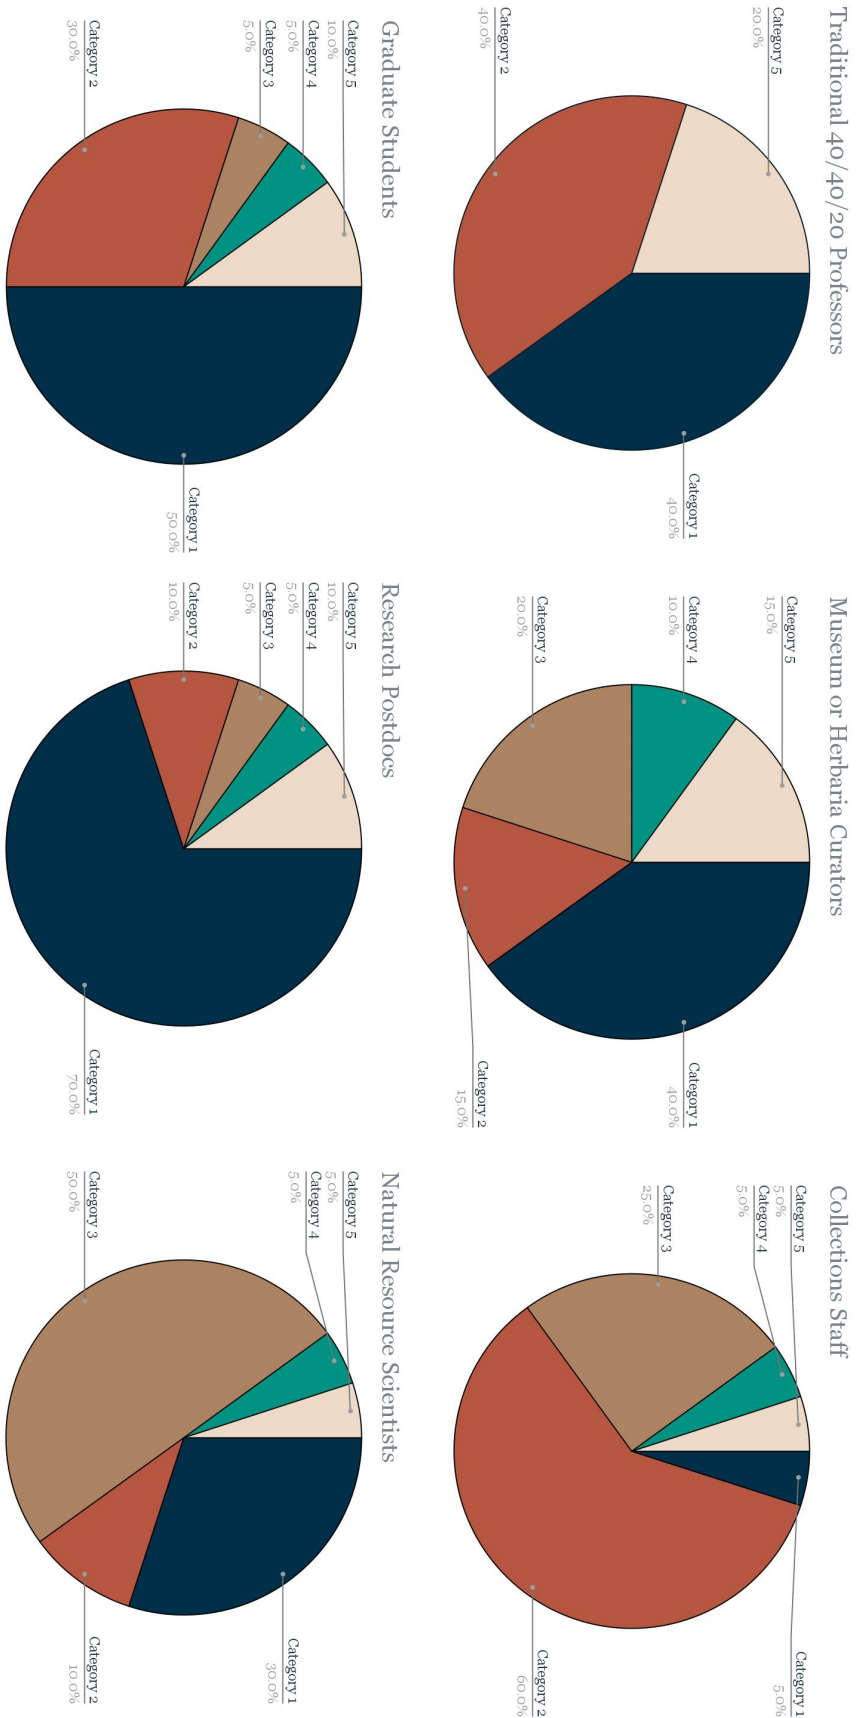 Traditional 40/40/20 Professors
Category 5
20.0%
Category 2
40.0%
Category 1
40.0%
Museum or Herbaria Curators
Category 5
15.0%
Category 4
10.0%
Category 3
20.0%
Category 1
40.0%
Category 2
15.0%
Collections Staff
Category 5
5.0%
Category 4
5.0%
Category 3
25.0%
Category 1
5.0%
Category 2
60.0%
Graduate Students
Category 5
10.0%
Category 4
5.0%
Category 3
5.0%
Category 2
30.0%
Category 1
50.0%
Research Postdocs
Category 5
10.0%
Category 4
5.0%
Category 3
5.0%
Category 2
10.0%
Category 1
70.0%
Natural Resource Scientists
Category 5
5.0%
Category 4
5.0%
Category 3
50.0%
Category 1
30.0%
Category 2
10.0%